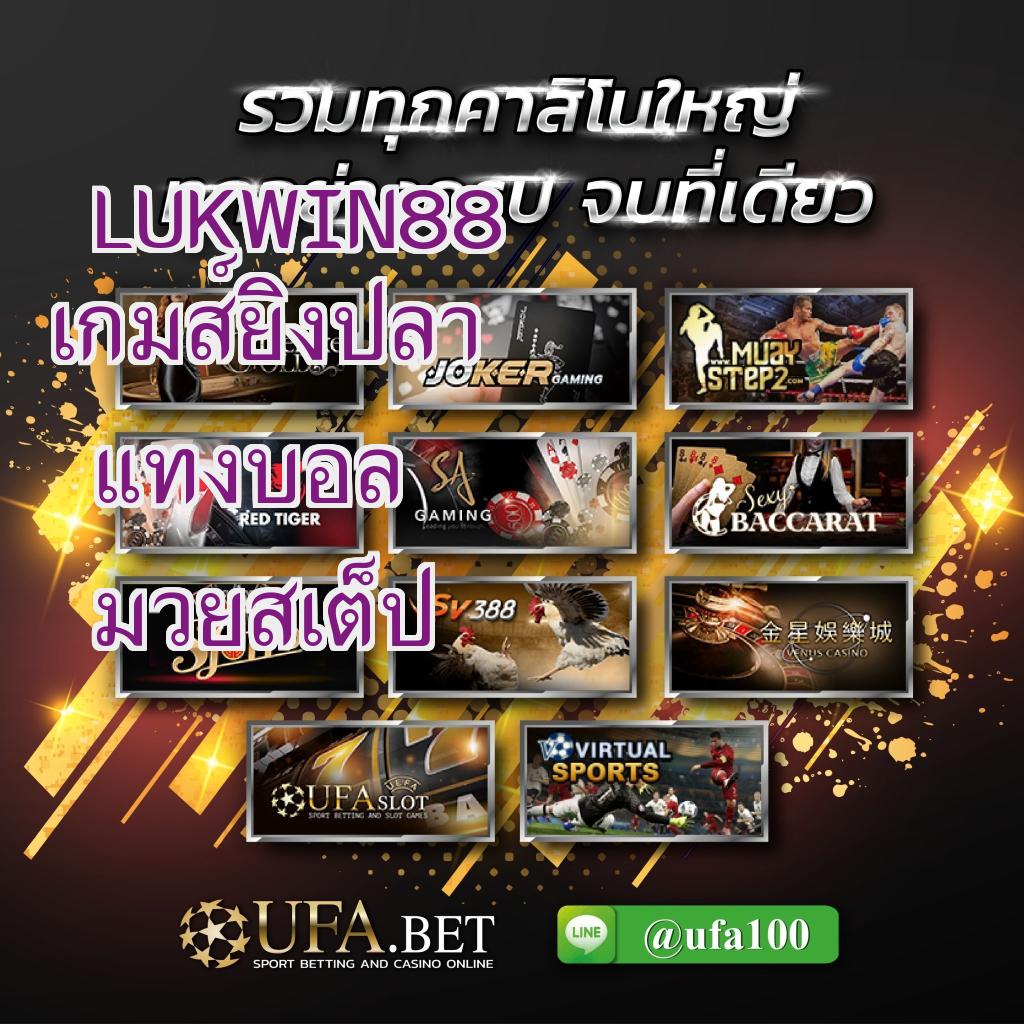 รวมทุกคาสิโนใหญ่
จบที่เดียว
LUKWIN88
เกมส์ยิงปลา
JOKER GAMING
MUAY STEP2.COM
แทงบอล
RED TIGER
SA GAMING
Sexy BACCARAT
มวยสเต็ป
SV388
金星娛樂城
VENUS CASINO
UEFA
UFA SLOT
SPORT BETTING AND SLOT GAMES
VIRTUAL SPORTS
UFA.BET
SPORT BETTING AND CASINO ONLINE
LINE
@ufa100